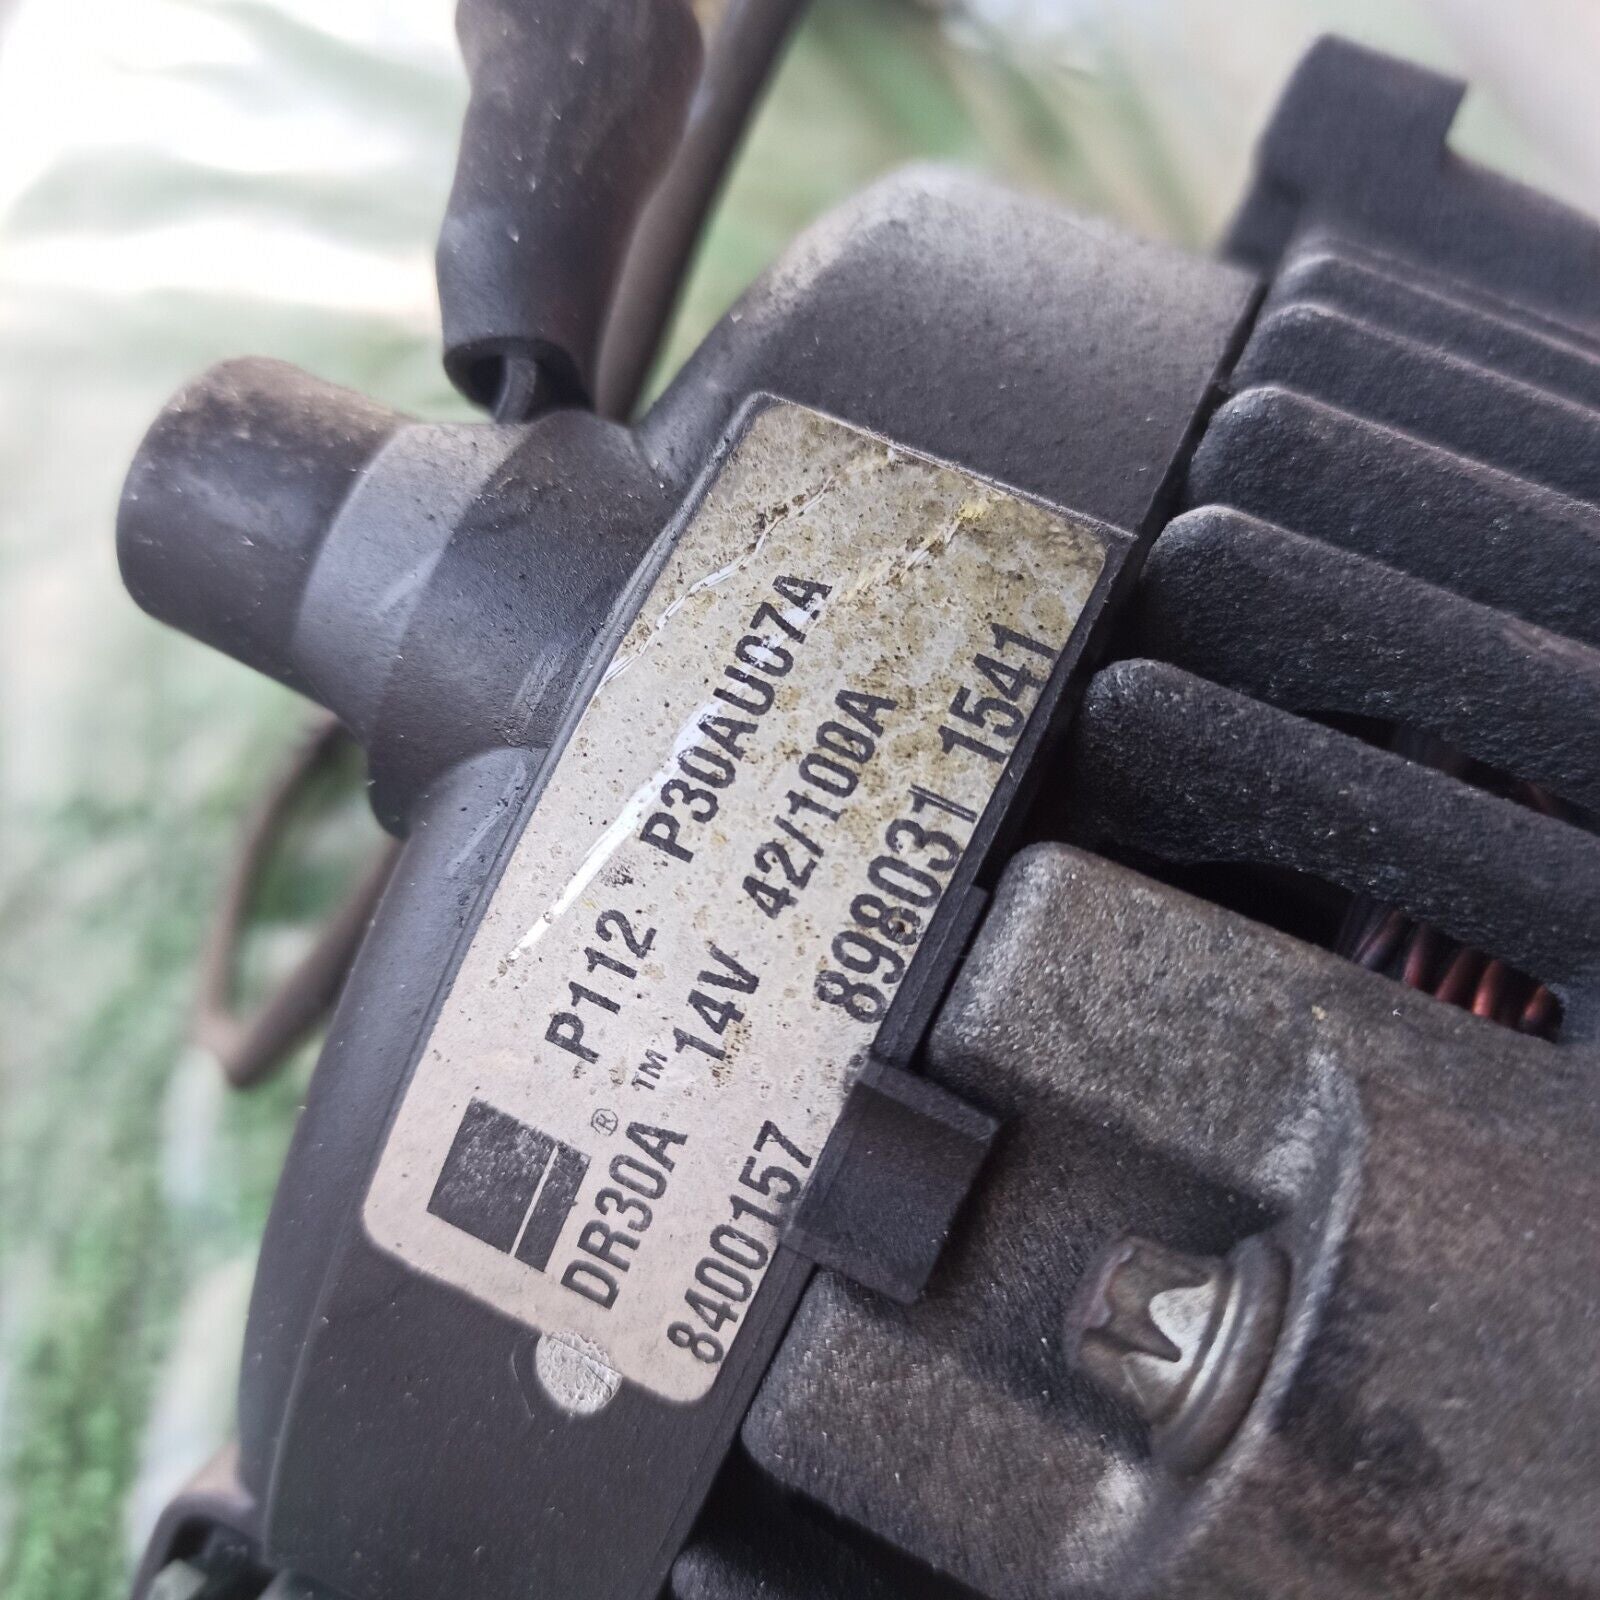 P112 P30AU07A
® DR30A ™ 14V 42/100A
8400157 898031 1541